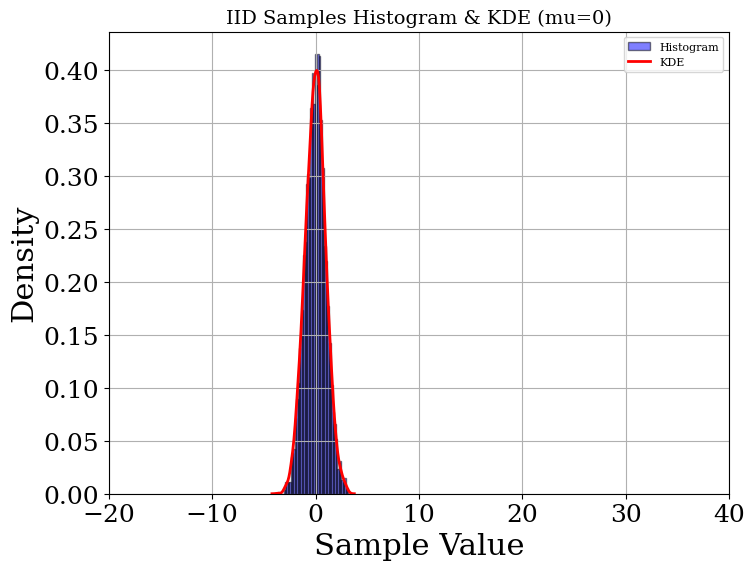 IID Samples Histogram & KDE (mu=0)
Histogram
KDE
Density
0.40
0.35
0.30
0.25
0.20
0.15
0.10
0.05
0.00
−20 −10 0 10 20 30 40
Sample Value